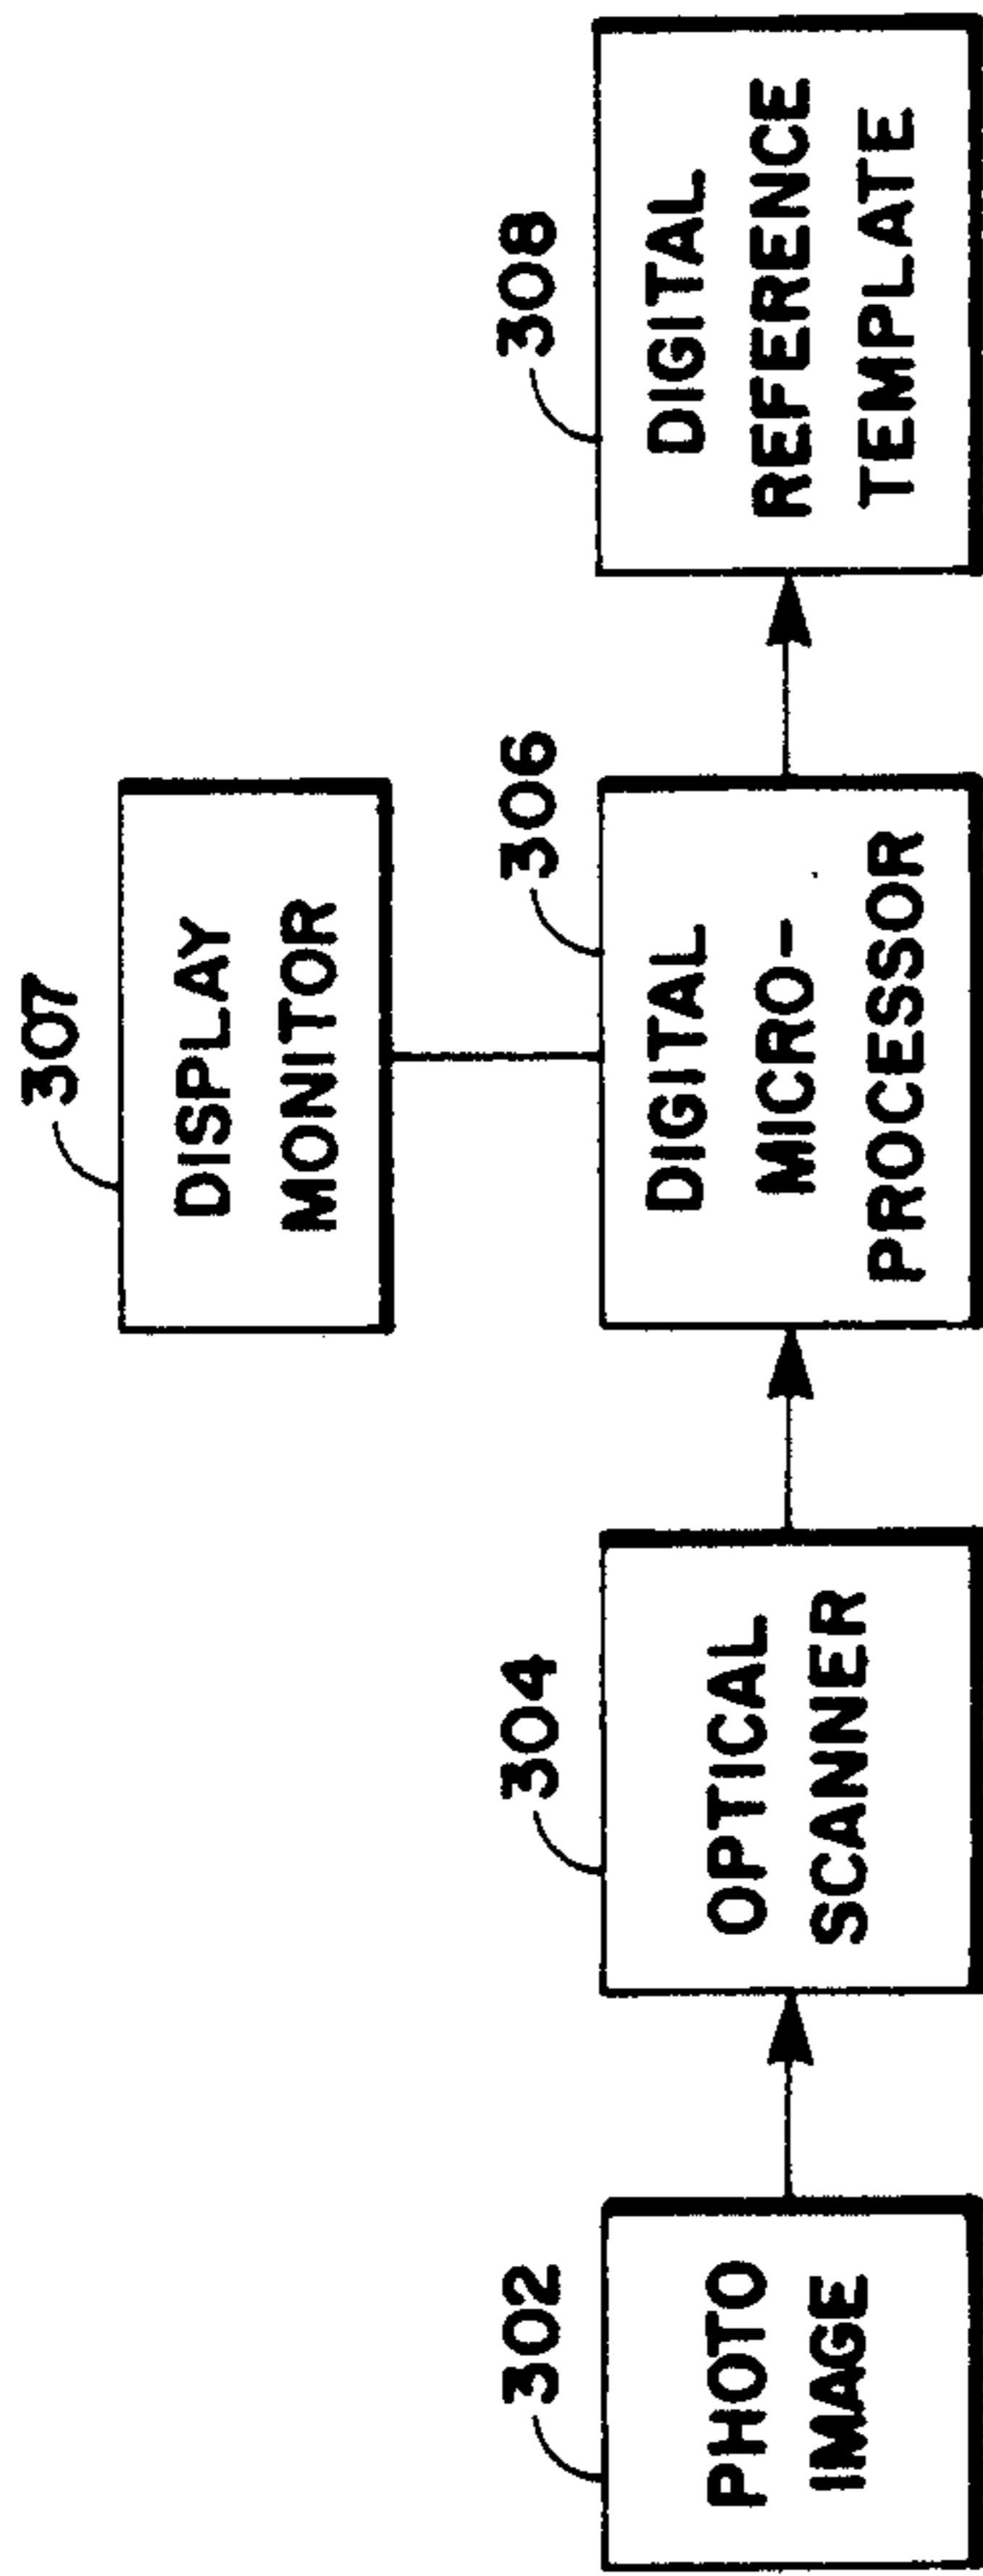 307
DISPLAY
MONITOR
302
PHOTO
IMAGE
304
OPTICAL
SCANNER
306
DIGITAL
MICRO-
PROCESSOR
308
DIGITAL
REFERENCE
TEMPLATE